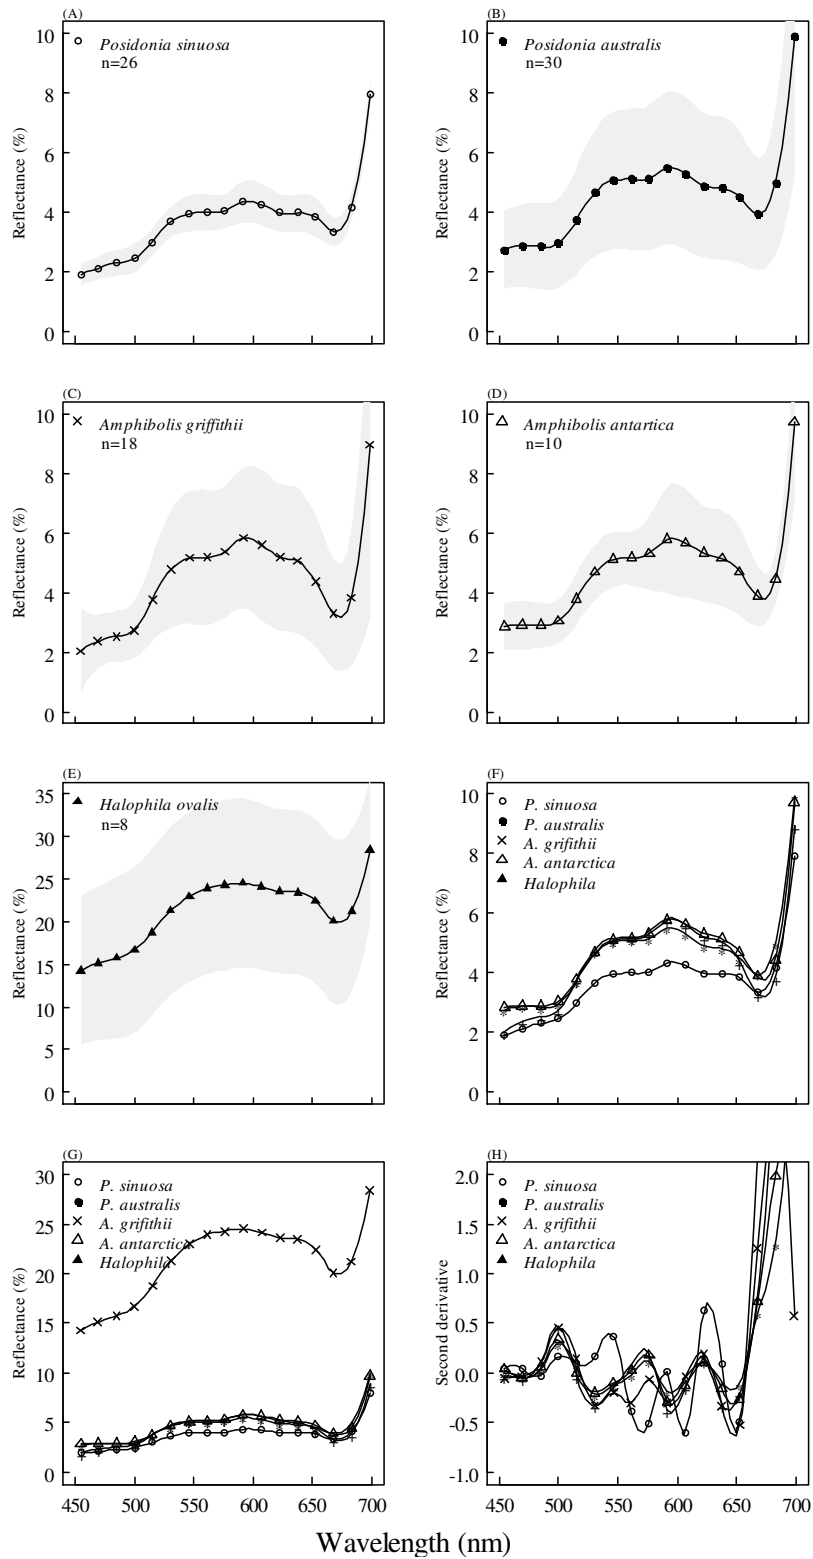 (A)
Posidonia sinuosa
n=26
10
8
6
4
2
0
Reflectance (%)
(B)
Posidonia australis
n=30
10
8
6
4
2
0
Reflectance (%)
(C)
Amphibolis griffithii
n=18
10
8
6
4
2
0
Reflectance (%)
(D)
Amphibolis antartica
n=10
10
8
6
4
2
0
Reflectance (%)
(E)
Halophila ovalis
n=8
35
30
25
20
15
10
5
0
Reflectance (%)
(F)
P. sinuosa
P. australis
A. grifithii
A. antarctica
Halophila
10
8
6
4
2
0
Reflectance (%)
(G)
P. sinuosa
P. australis
A. grifithii
A. antarctica
Halophila
30
25
20
15
10
5
0
Reflectance (%)
450 500 550 600 650 700
(H)
P. sinuosa
P. australis
A. grifithii
A. antarctica
Halophila
2.0
1.5
1.0
0.5
0.0
-0.5
-1.0
Second derivative
450 500 550 600 650 700
Wavelength (nm)